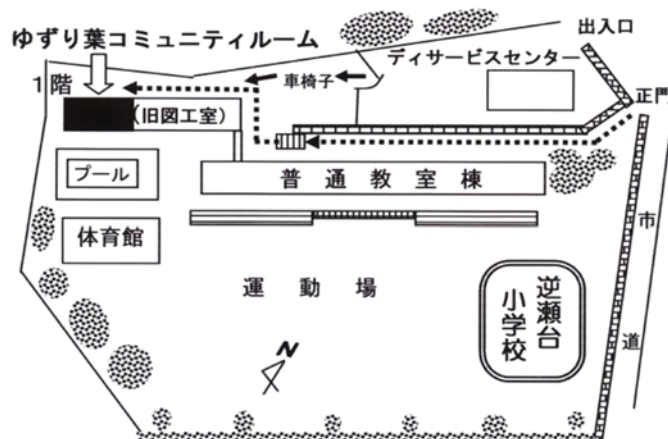 ゆずり葉コミュニティルーム
出入口
1階
車椅子
ディサービスセンター
正門
(旧図工室)
プール
普通教室棟
体育館
運動場
逆瀬台
小学校
市道
N